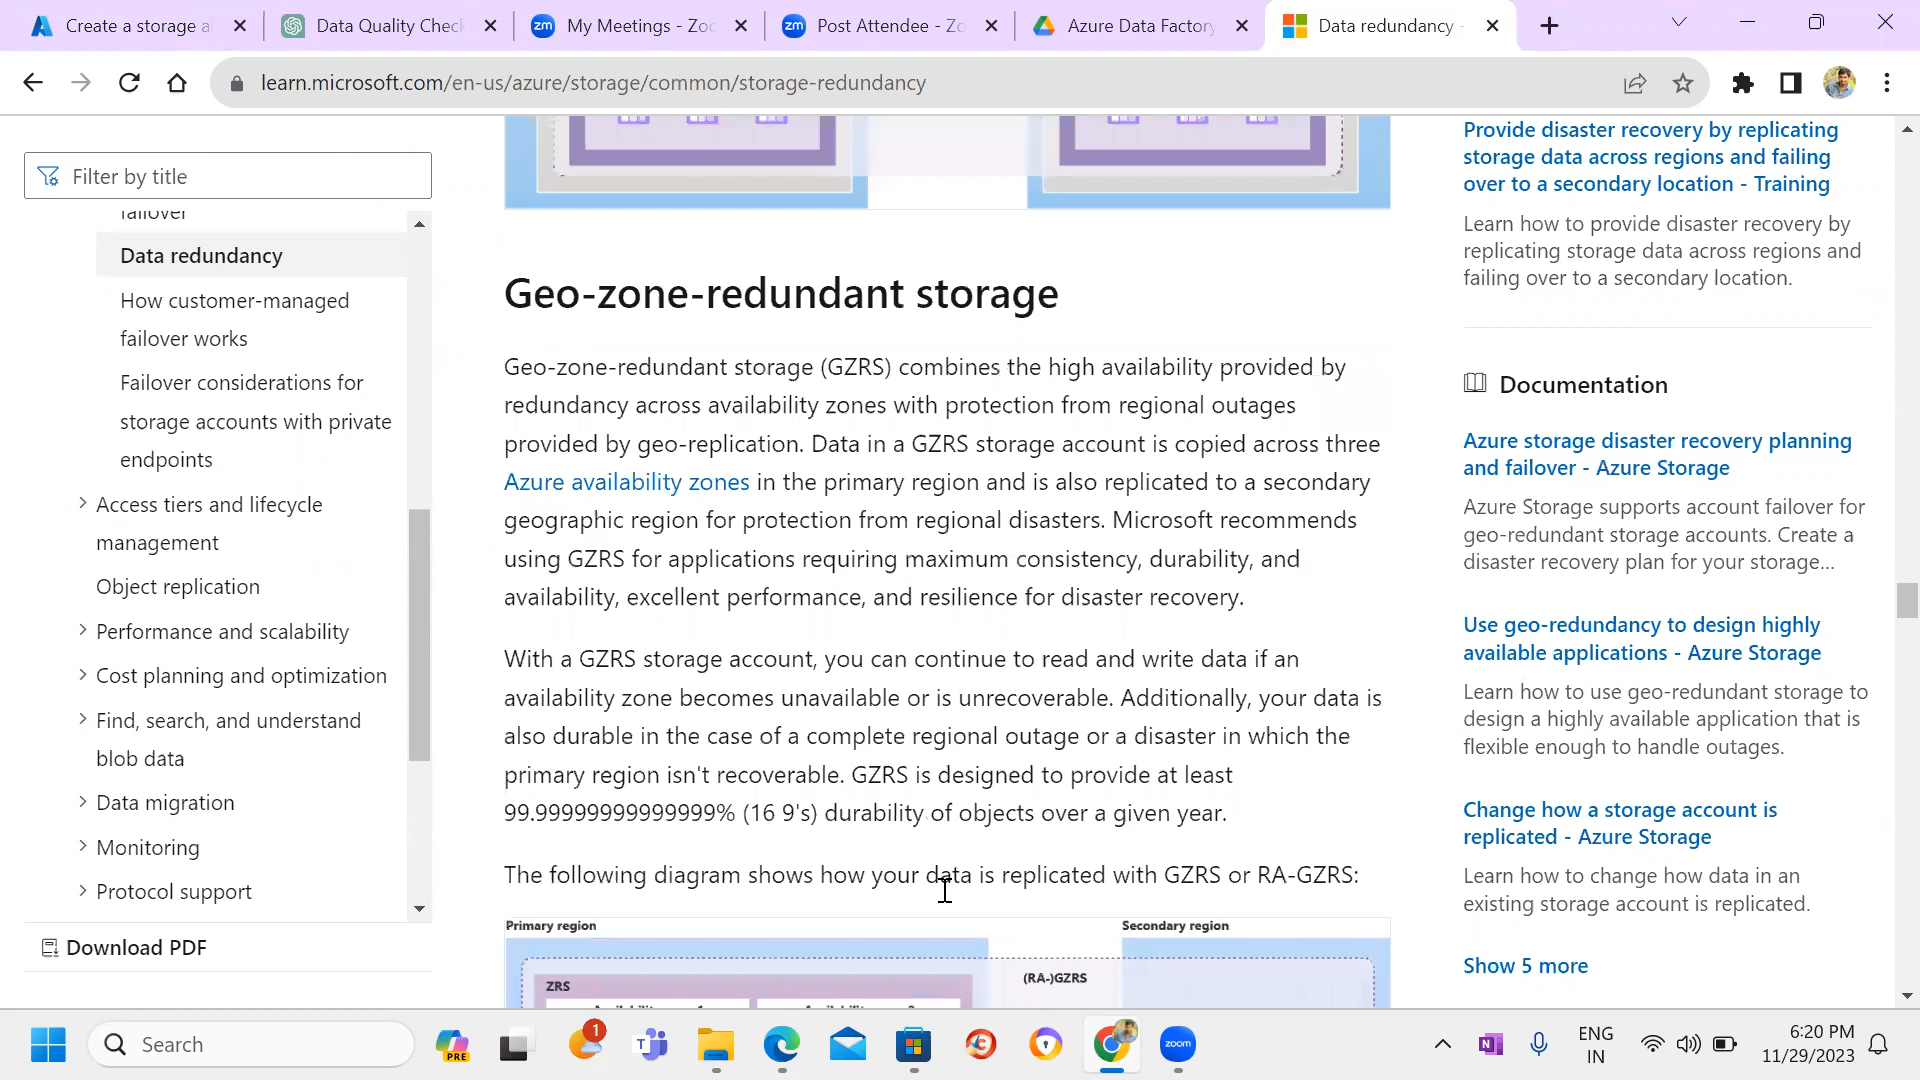 Create a storage a
Data Quality Check
My Meetings - Zoo
Post Attendee - Zo
Azure Data Factory
Data redundancy -
learn.microsoft.com/en-us/azure/storage/common/storage-redundancy
Filter by title
failover
Data redundancy
How customer-managed
failover works
Failover considerations for
storage accounts with private
endpoints
Access tiers and lifecycle
management
Object replication
Performance and scalability
Cost planning and optimization
Find, search, and understand
blob data
Data migration
Monitoring
Protocol support
Download PDF
Geo-zone-redundant storage
Geo-zone-redundant storage (GZRS) combines the high availability provided by
redundancy across availability zones with protection from regional outages
provided by geo-replication. Data in a GZRS storage account is copied across three
Azure availability zones in the primary region and is also replicated to a secondary
geographic region for protection from regional disasters. Microsoft recommends
using GZRS for applications requiring maximum consistency, durability, and
availability, excellent performance, and resilience for disaster recovery.
With a GZRS storage account, you can continue to read and write data if an
availability zone becomes unavailable or is unrecoverable. Additionally, your data is
also durable in the case of a complete regional outage or a disaster in which the
primary region isn't recoverable. GZRS is designed to provide at least
99.99999999999999% (16 9's) durability of objects over a given year.
The following diagram shows how your data is replicated with GZRS or RA-GZRS:
Primary region
Secondary region
(RA-)GZRS
ZRS
Provide disaster recovery by replicating
storage data across regions and failing
over to a secondary location - Training
Learn how to provide disaster recovery by
replicating storage data across regions and
failing over to a secondary location.
Documentation
Azure storage disaster recovery planning
and failover - Azure Storage
Azure Storage supports account failover for
geo-redundant storage accounts. Create a
disaster recovery plan for your storage...
Use geo-redundancy to design highly
available applications - Azure Storage
Learn how to use geo-redundant storage to
design a highly available application that is
flexible enough to handle outages.
Change how a storage account is
replicated - Azure Storage
Learn how to change how data in an
existing storage account is replicated.
Show 5 more
Search
PRE
1
zoom
ENG
IN
6:20 PM
11/29/2023